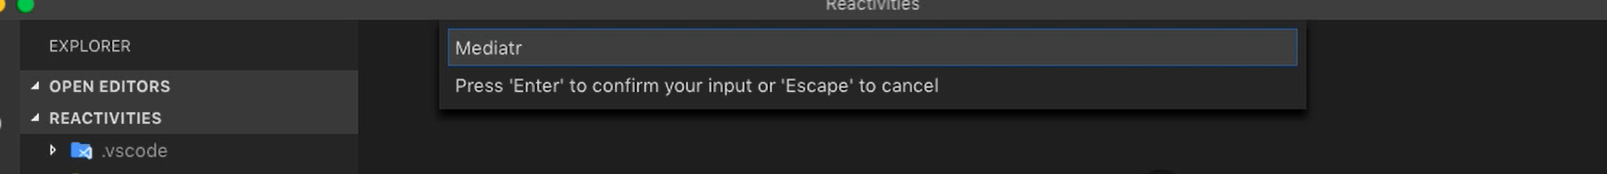 Reactivities
EXPLORER
Mediatr
Press 'Enter' to confirm your input or 'Escape' to cancel
OPEN EDITORS
REACTIVITIES
.vscode